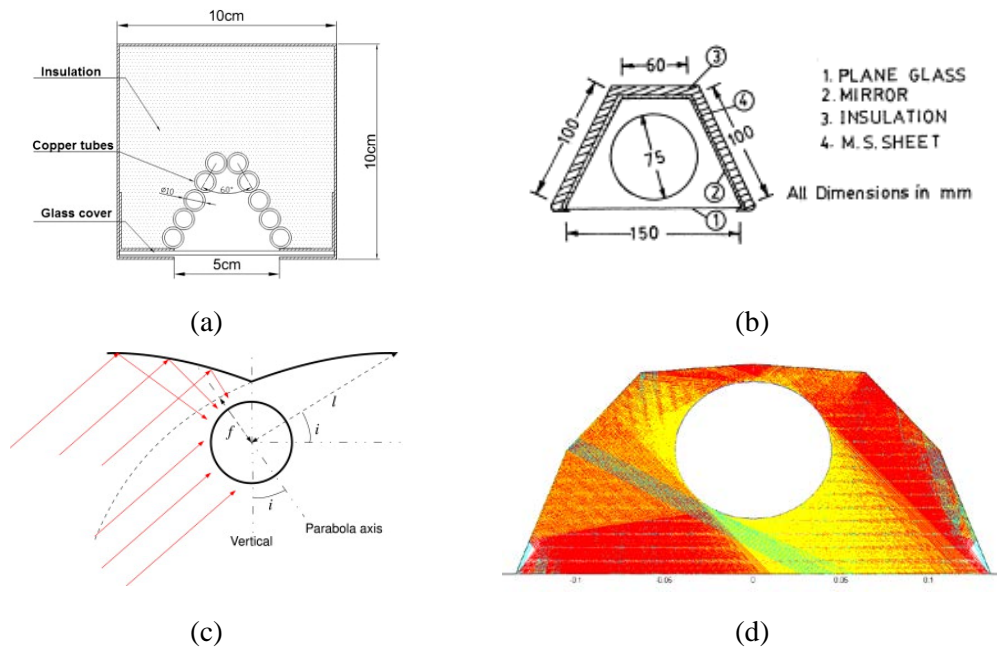 10cm
Insulation
Copper tubes
Ø10
60°
Glass cover
10cm
5cm
(a)
60
3
4
100
100
75
2
1
150
1. PLANE GLASS
2. MIRROR
3. INSULATION
4. M.S.SHEET
All Dimensions in mm
(b)
l
f
i
i
Vertical
Parabola axis
(c)
-0.1
-0.05
0
0.05
0.1
(d)